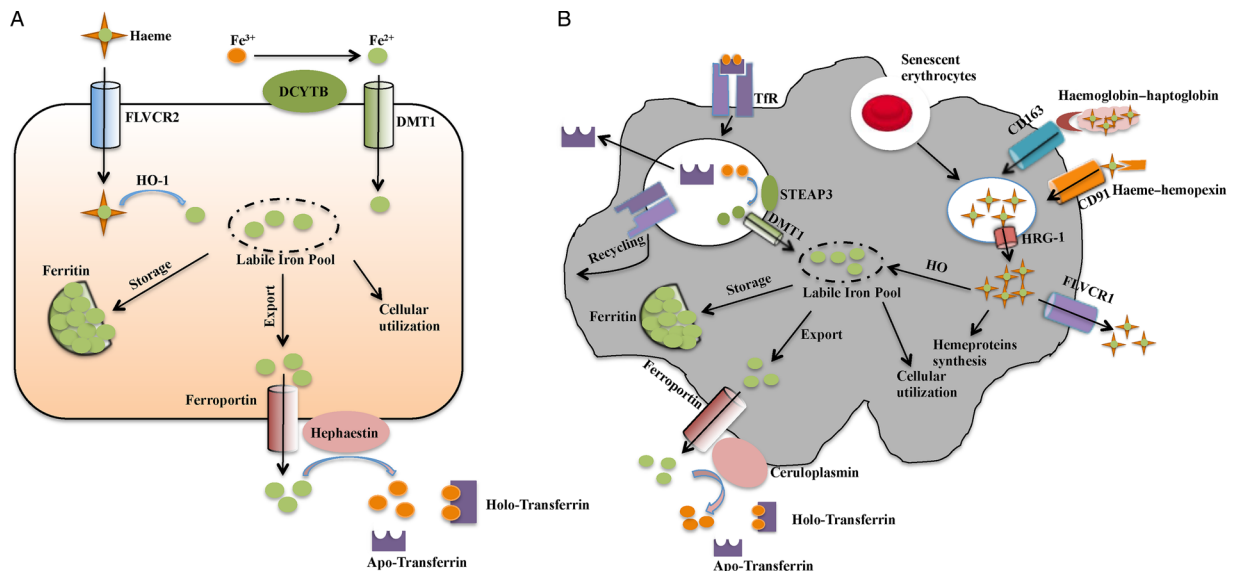 A
Haeme
Fe3+
Fe2+
DCYTB
FLVCR2
DMT1
HO-1
Labile Iron Pool
Ferritin
Storage
Export
Cellular
utilization
Ferroportin
Hephaestin
Holo-Transferrin
Apo-Transferrin
B
TfR
Senescent
erythrocytes
Haemoglobin–haptoglobin
CD163
CD91
Haeme–hemopexin
STEAP3
DMT1
HRG-1
Recycling
HO
FLVCR1
Labile Iron Pool
Storage
Ferritin
Export
Hemeproteins
synthesis
Cellular
utilization
Ferroportin
Ceruloplasmin
Holo-Transferrin
Apo-Transferrin